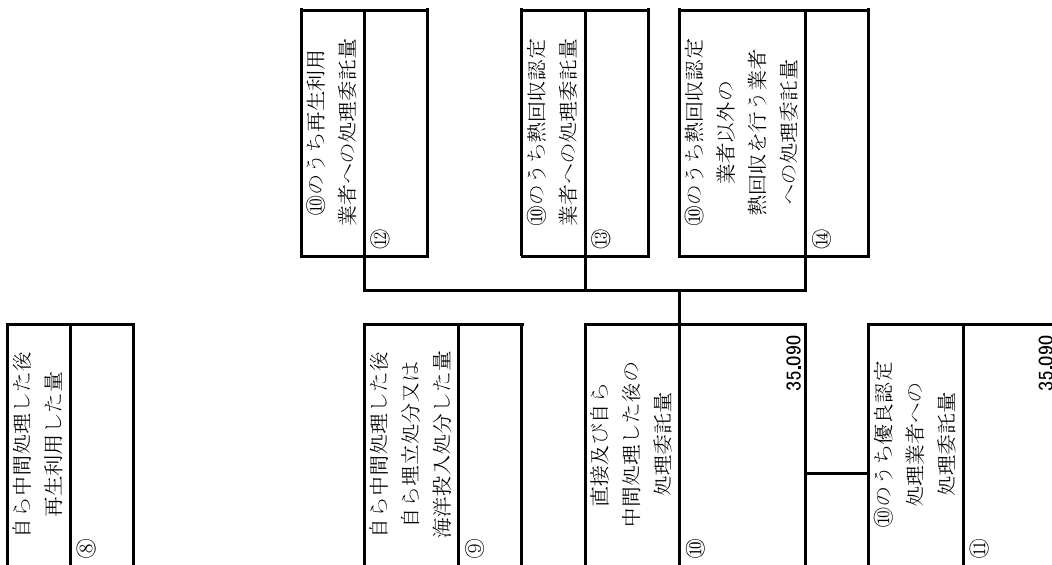 自ら中間処理した後
再生利用した量
⑧
自ら中間処理した後
自ら埋立処分又は
海洋投入処分した量
⑨
直接及び自ら
中間処理した後の
処理委託量
⑩
35.090
⑩のうち優良認定
処理業者への
処理委託量
⑪
35.090
⑩のうち再生利用
業者への処理委託量
⑫
⑩のうち熱回収認定
業者への処理委託量
⑬
⑩のうち熱回収認定
業者以外の
熱回収を行う業者
への処理委託量
⑭